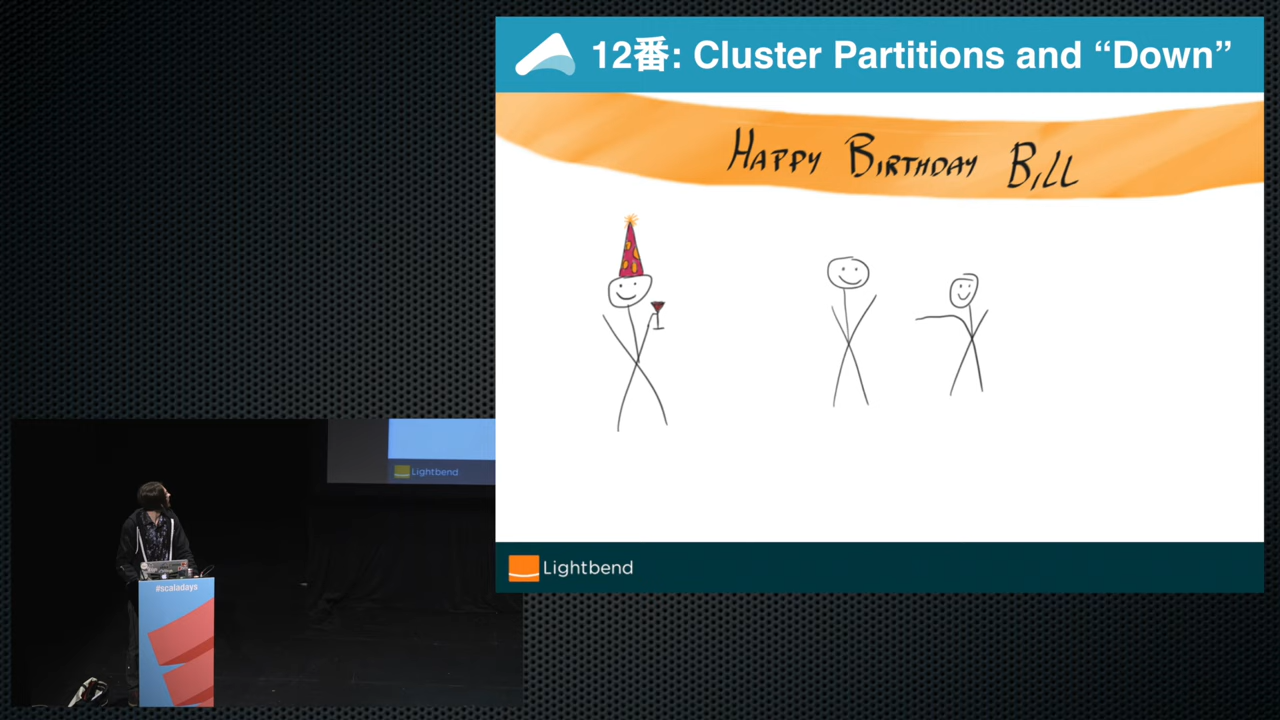 12番: Cluster Partitions and “Down”
HAPPY BIRTHDAY BILL
Lightbend
Lightbend
#scaladays